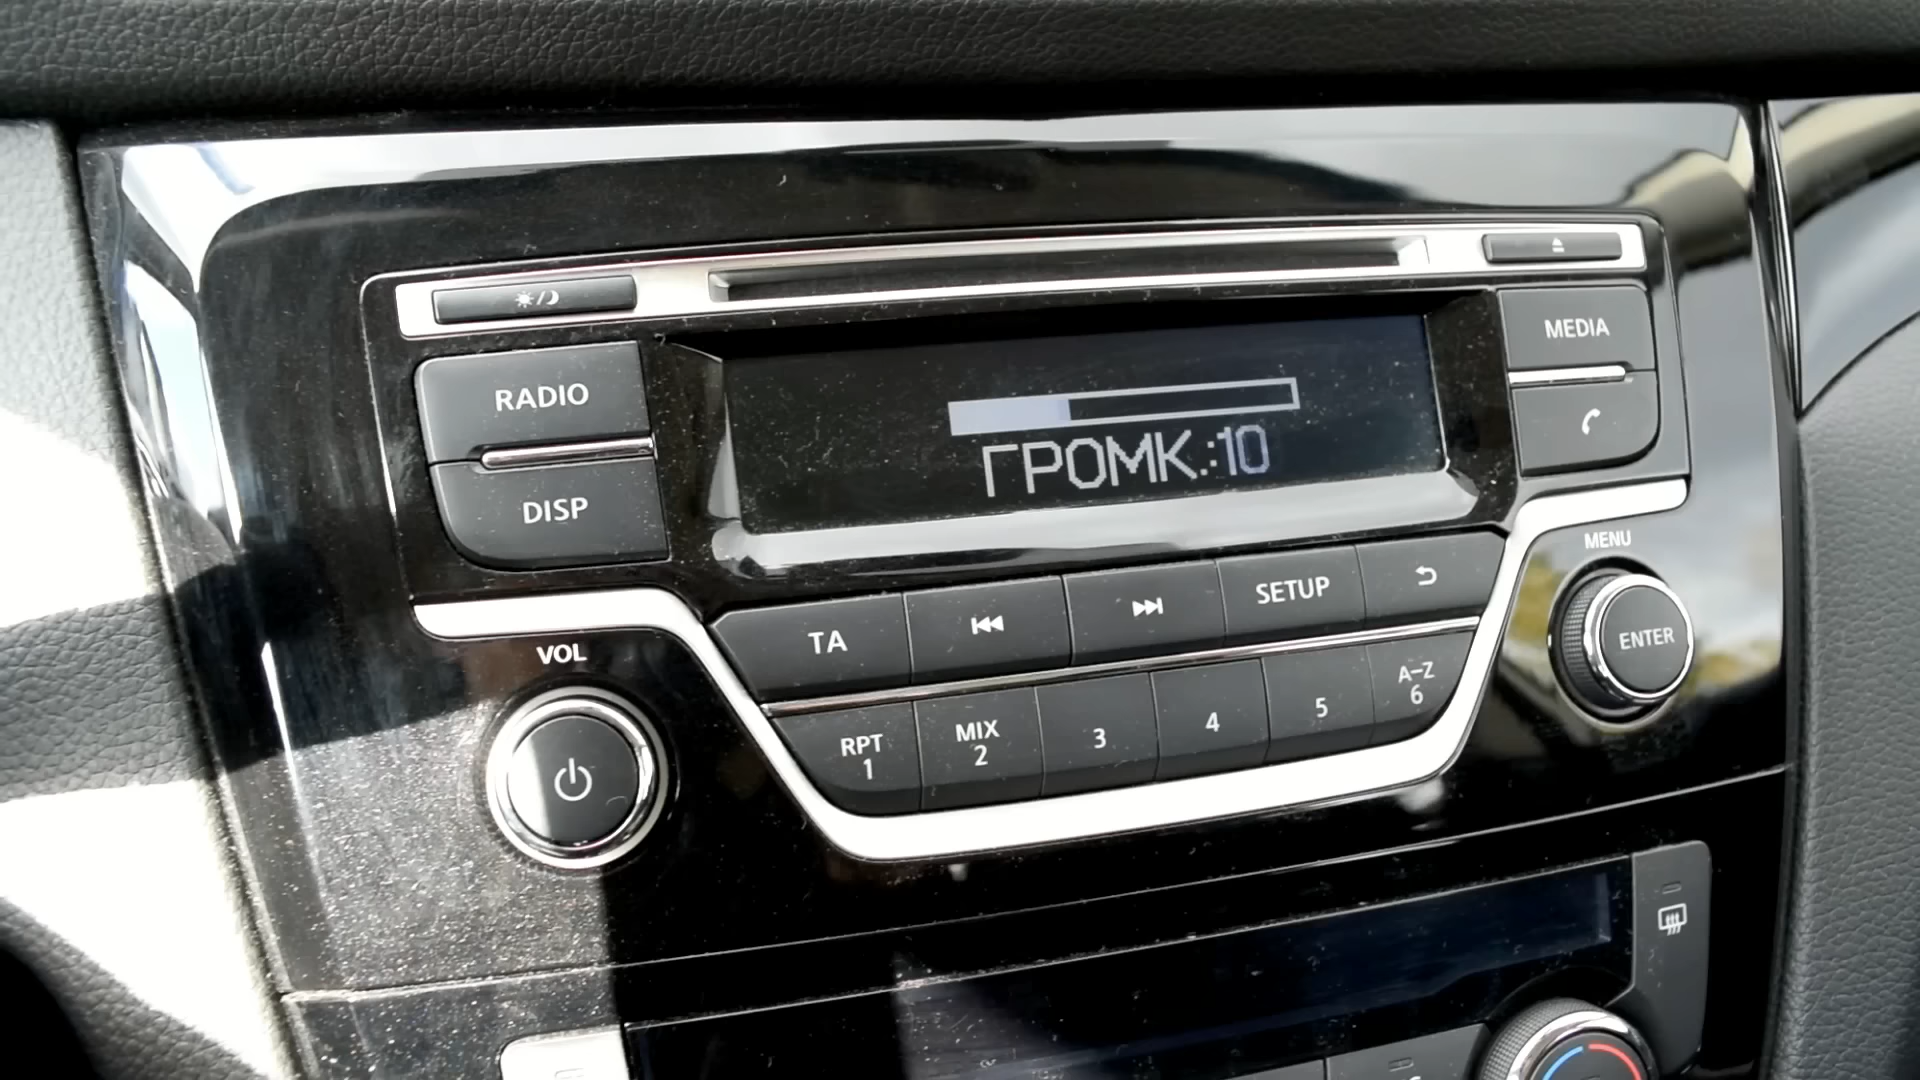 RADIO
MEDIA
ГРОМК.:10
DISP
VOL
TA
SETUP
MENU
ENTER
RPT
1
MIX
2
3
4
5
A-Z
6